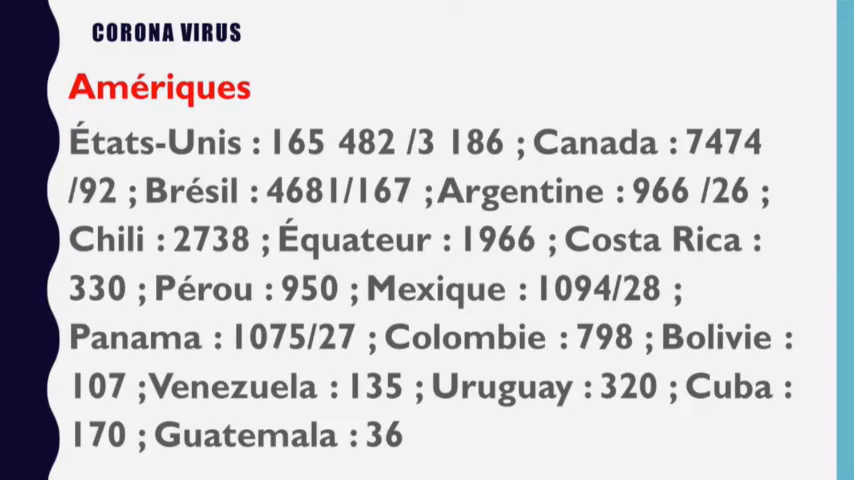 CORONA VIRUS
Amériques
États-Unis : 165 482 /3 186 ; Canada : 7474
/92 ; Brésil : 4681/167 ; Argentine : 966 /26 ;
Chili : 2738 ; Équateur : 1966 ; Costa Rica :
330 ; Pérou : 950 ; Mexique : 1094/28 ;
Panama : 1075/27 ; Colombie : 798 ; Bolivie :
107 ; Venezuela : 135 ; Uruguay : 320 ; Cuba :
170 ; Guatemala : 36